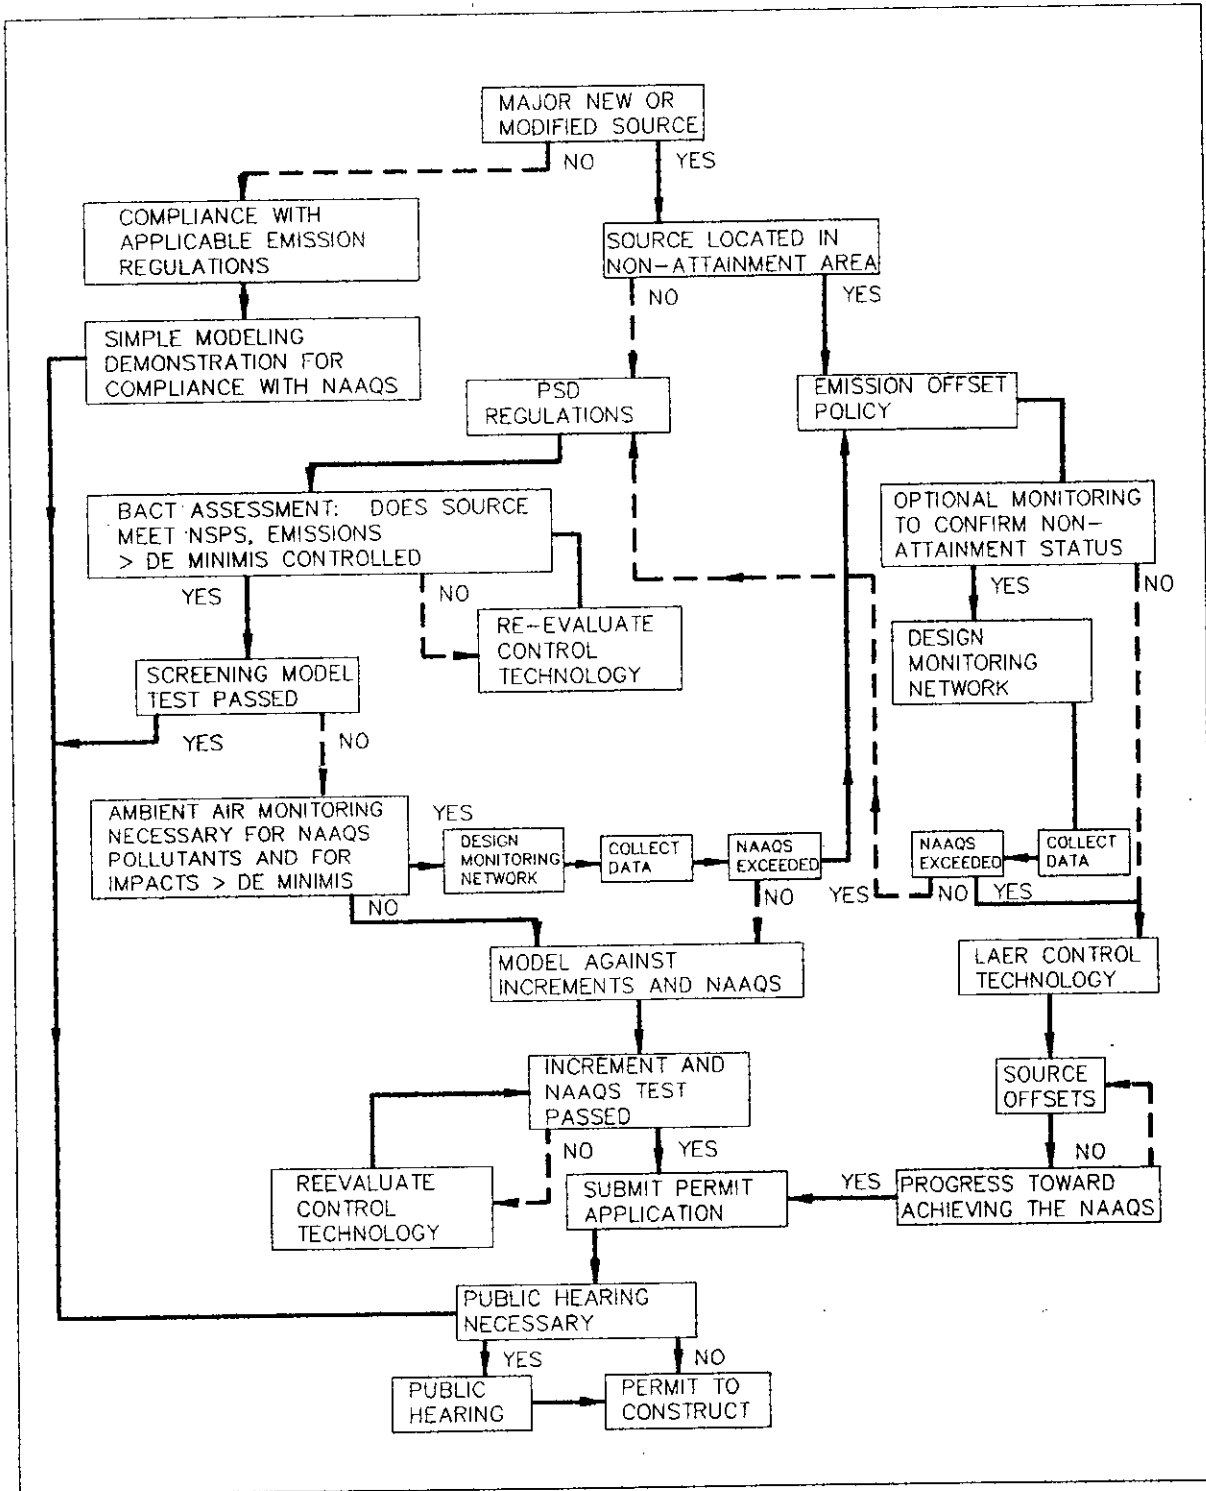 MAJOR NEW OR
MODIFIED SOURCE
NO
YES
COMPLIANCE WITH
APPLICABLE EMISSION
REGULATIONS
SOURCE LOCATED IN
NON-ATTAINMENT AREA
NO
YES
SIMPLE MODELING
DEMONSTRATION FOR
COMPLIANCE WITH NAAQS
PSD
REGULATIONS
EMISSION OFFSET
POLICY
BACT ASSESSMENT: DOES SOURCE
MEET NSPS, EMISSIONS
> DE MINIMIS CONTROLLED
OPTIONAL MONITORING
TO CONFIRM NON-
ATTAINMENT STATUS
YES
NO
YES
NO
RE-EVALUATE
CONTROL
TECHNOLOGY
DESIGN
MONITORING
NETWORK
SCREENING MODEL
TEST PASSED
YES
NO
AMBIENT AIR MONITORING
NECESSARY FOR NAAQS
POLLUTANTS AND FOR
IMPACTS > DE MINIMIS
YES
DESIGN
MONITORING
NETWORK
COLLECT
DATA
NAAQS
EXCEEDED
NAAQS
EXCEEDED
COLLECT
DATA
NO
NO
YES
NO
YES
MODEL AGAINST
INCREMENTS AND NAAQS
LAER CONTROL
TECHNOLOGY
INCREMENT AND
NAAQS TEST
PASSED
SOURCE
OFFSETS
NO
YES
NO
REEVALUATE
CONTROL
TECHNOLOGY
SUBMIT PERMIT
APPLICATION
YES
PROGRESS TOWARD
ACHIEVING THE NAAQS
PUBLIC HEARING
NECESSARY
YES
NO
PUBLIC
HEARING
PERMIT TO
CONSTRUCT